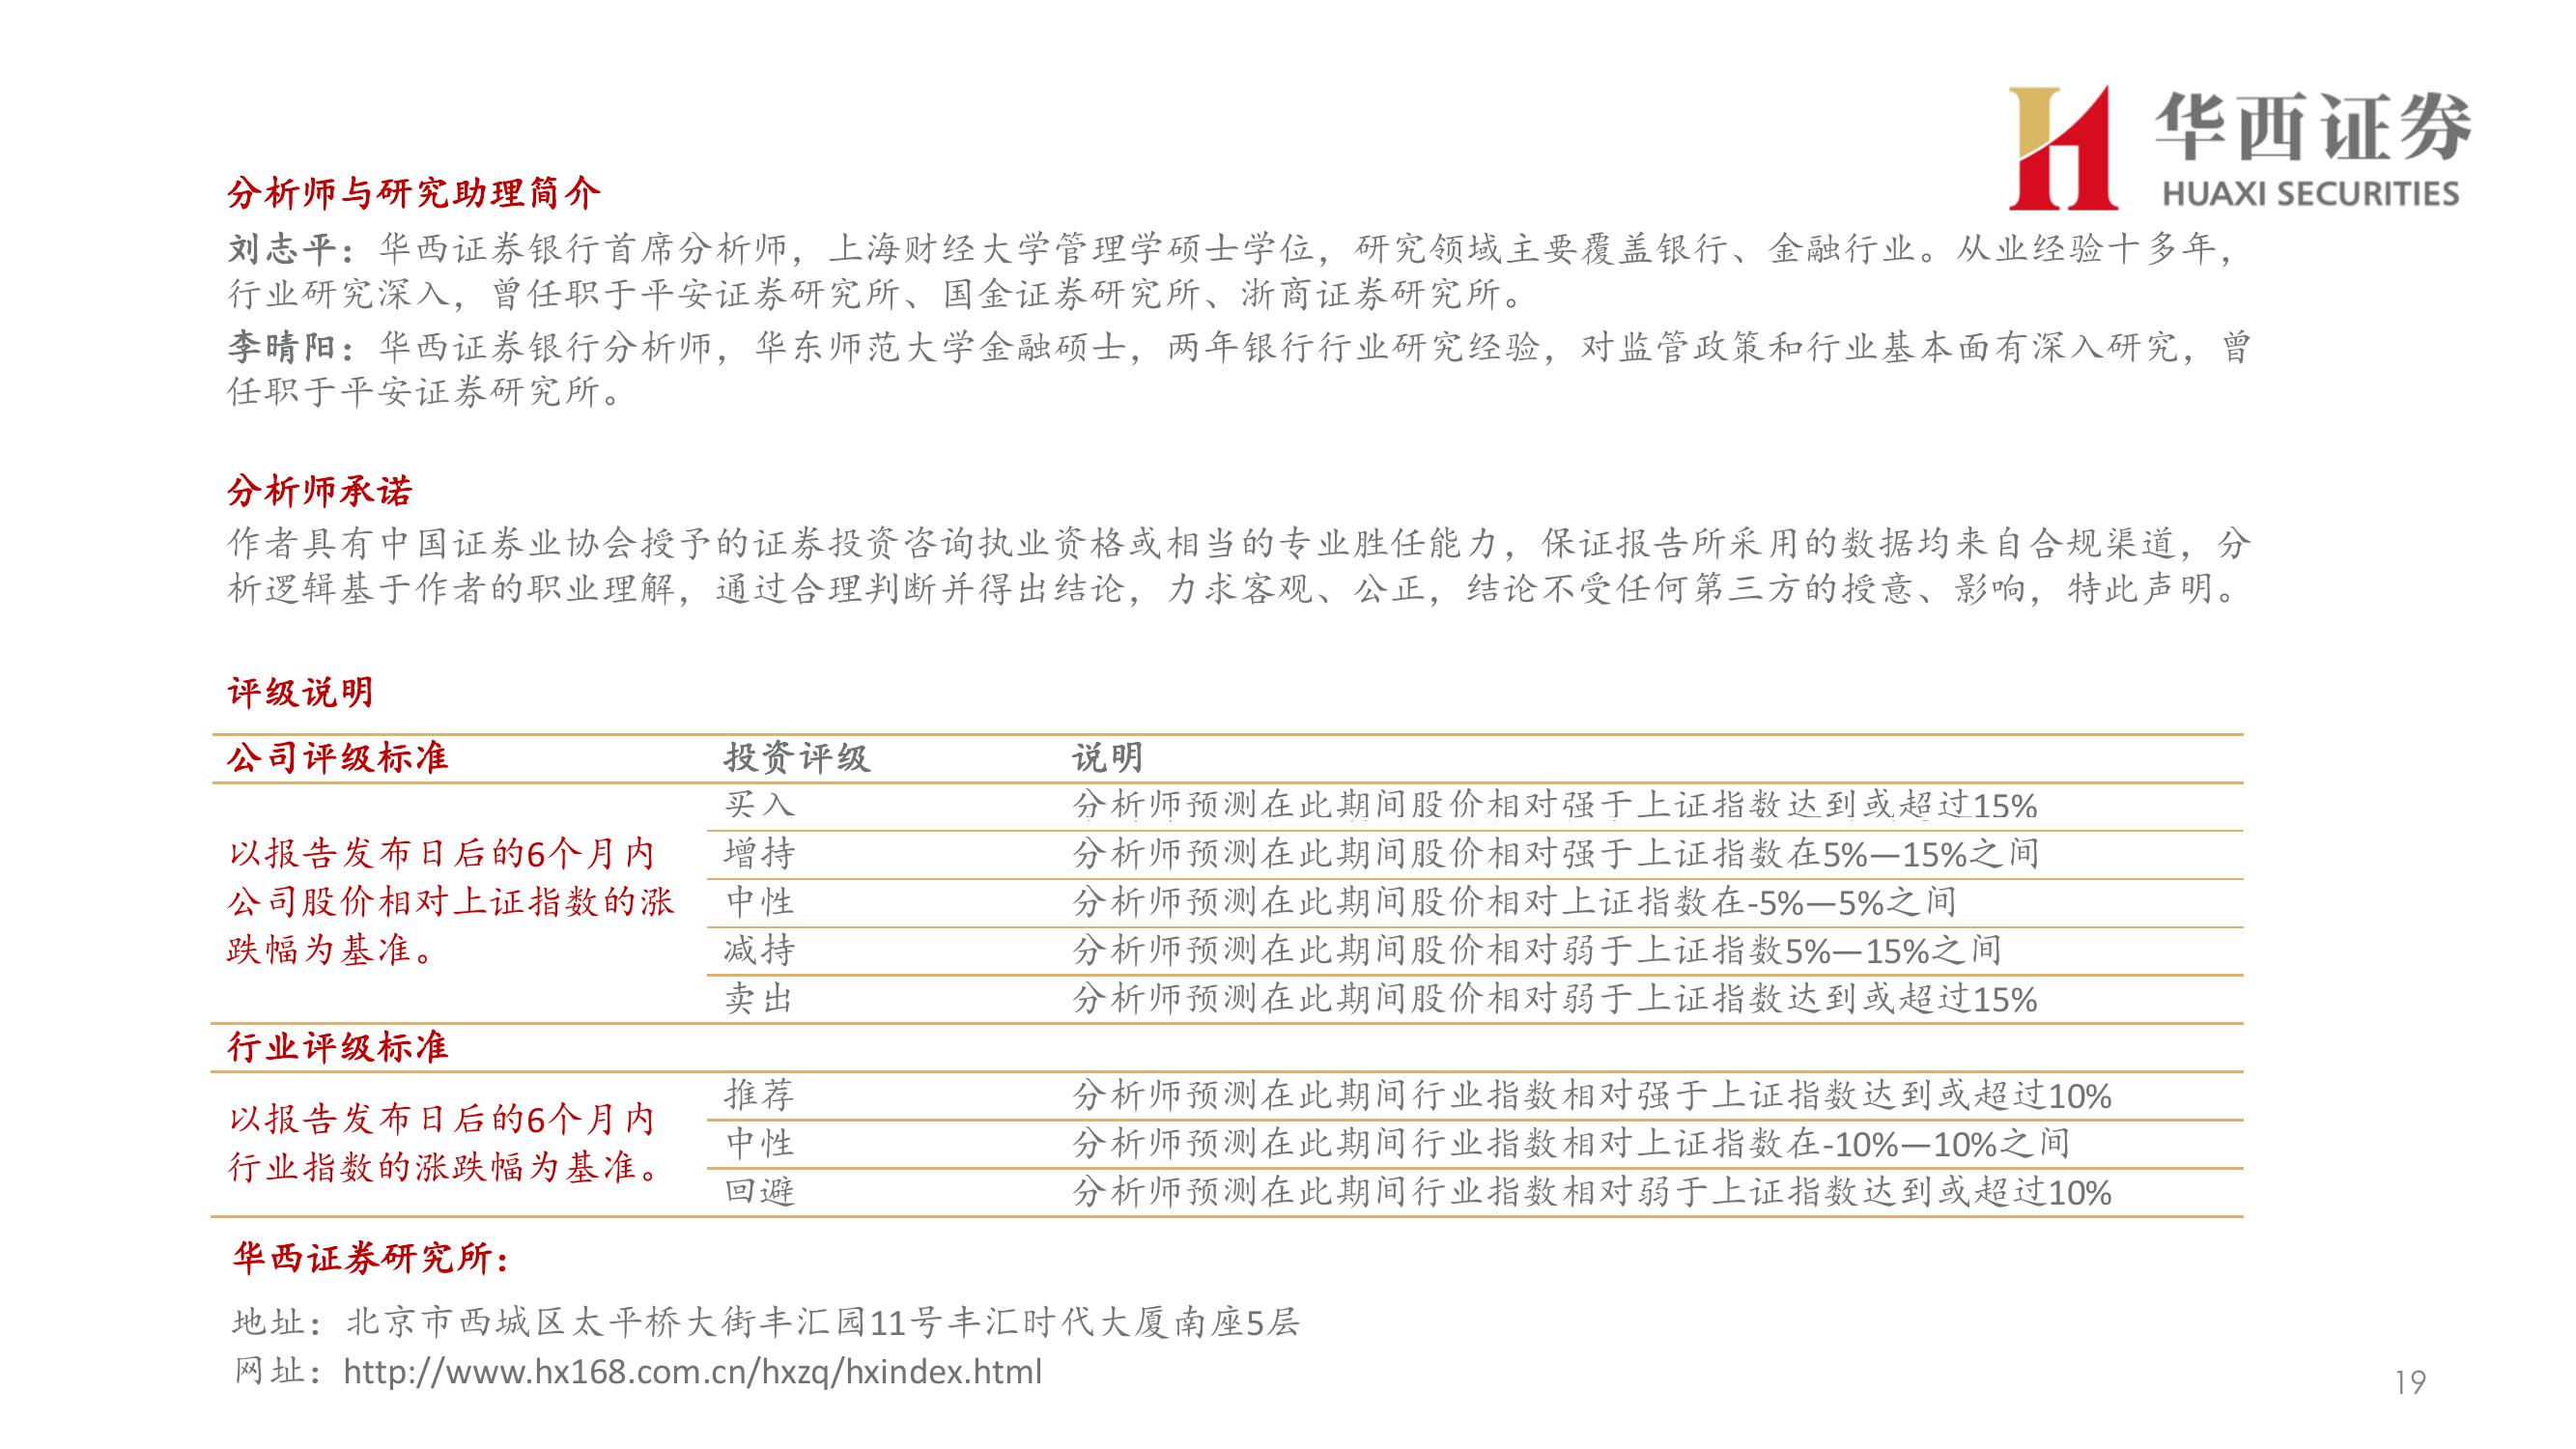 华西证券
HUAXI SECURITIES
分析师与研究助理简介
刘志平：华西证券银行首席分析师，上海财经大学管理学硕士学位，研究领域主要覆盖银行、金融行业。从业经验十多年，
行业研究深入，曾任职于平安证券研究所、国金证券研究所、浙商证券研究所。
李晴阳：华西证券银行分析师，华东师范大学金融硕士，两年银行行业研究经验，对监管政策和行业基本面有深入研究，曾
任职于平安证券研究所。
分析师承诺
作者具有中国证券业协会授予的证券投资咨询执业资格或相当的专业胜任能力，保证报告所采用的数据均来自合规渠道，分
析逻辑基于作者的职业理解，通过合理判断并得出结论，力求客观、公正，结论不受任何第三方的授意、影响，特此声明。
评级说明
公司评级标准 投资评级 说明
以报告发布日后的6个月内
公司股价相对上证指数的涨
跌幅为基准。
买入 分析师预测在此期间股价相对强于上证指数达到或超过15%
增持 分析师预测在此期间股价相对强于上证指数在5%—15%之间
中性 分析师预测在此期间股价相对上证指数在-5%—5%之间
减持 分析师预测在此期间股价相对弱于上证指数5%—15%之间
卖出 分析师预测在此期间股价相对弱于上证指数达到或超过15%
行业评级标准
以报告发布日后的6个月内
行业指数的涨跌幅为基准。
推荐 分析师预测在此期间行业指数相对强于上证指数达到或超过10%
中性 分析师预测在此期间行业指数相对上证指数在-10%—10%之间
回避 分析师预测在此期间行业指数相对弱于上证指数达到或超过10%
华西证券研究所：
地址：北京市西城区太平桥大街丰汇园11号丰汇时代大厦南座5层
网址：http://www.hx168.com.cn/hxzq/hxindex.html
19